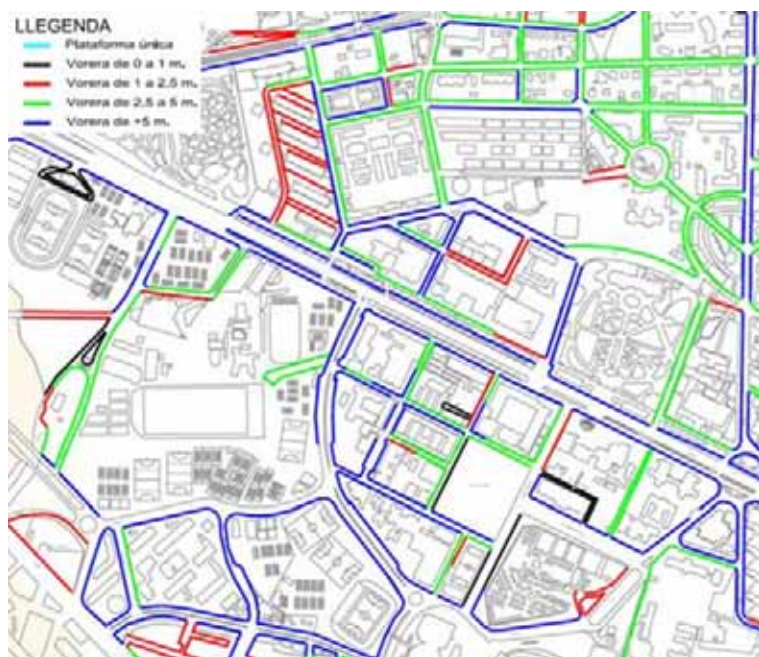 LLEGENDA
Plataforma única
Vorera de 0 a 1 m.
Vorera de 1 a 2,5 m.
Vorera de 2,5 a 5 m.
Vorera de +5 m.